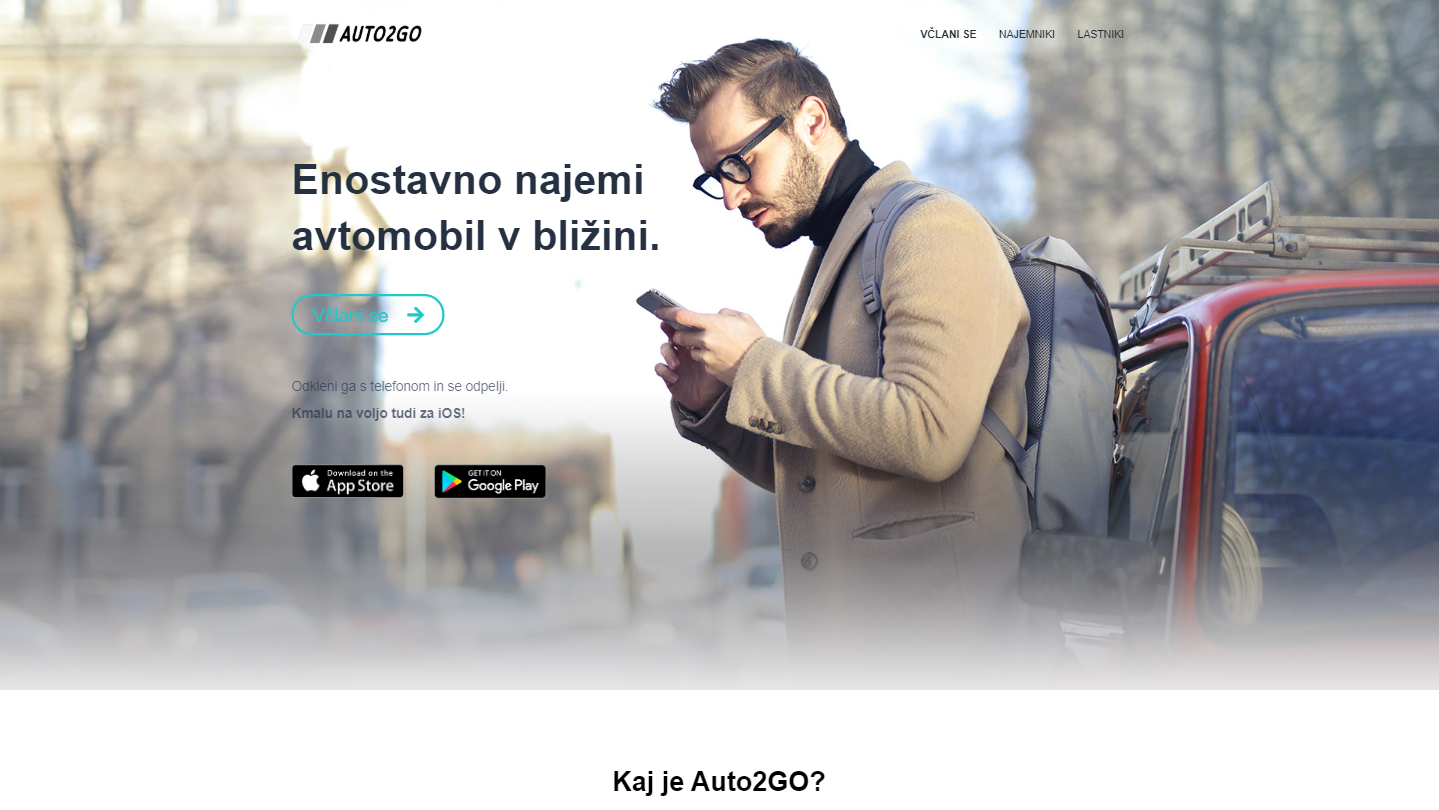 AUTO2GO
VČLANI SE NAJEMNIKI LASTNIKI
Enostavno najemi
avtomobil v bližini.
Včlani se
Odkleni ga s telefonom in se odpelji.
Kmalu na voljo tudi za iOS!
Download on the
App Store
GET IT ON
Google Play
Kaj je Auto2GO?